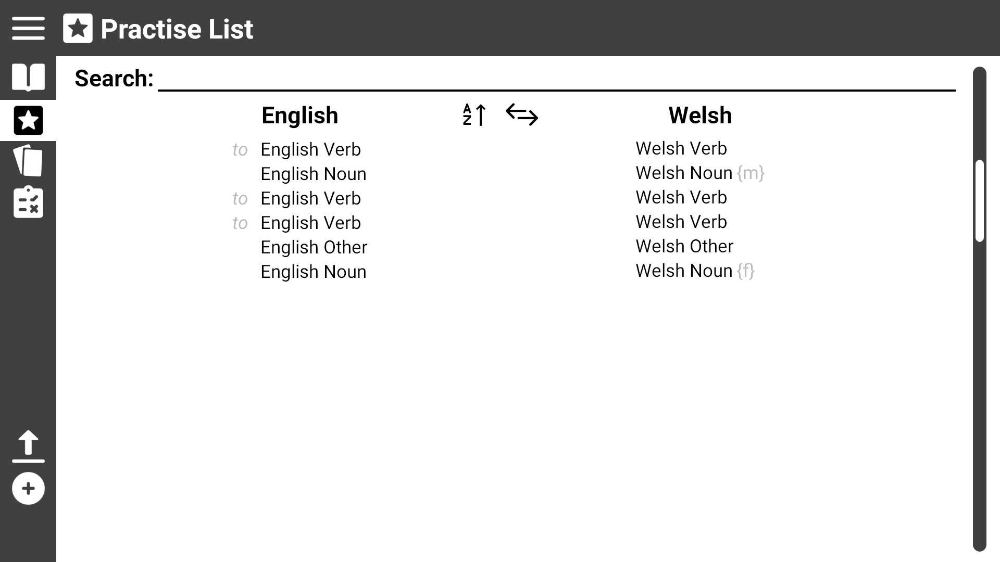 Practise List
Search:
English A Z Welsh
to English Verb Welsh Verb
English Noun Welsh Noun {m}
to English Verb Welsh Verb
to English Verb Welsh Verb
English Other Welsh Other
English Noun Welsh Noun {f}